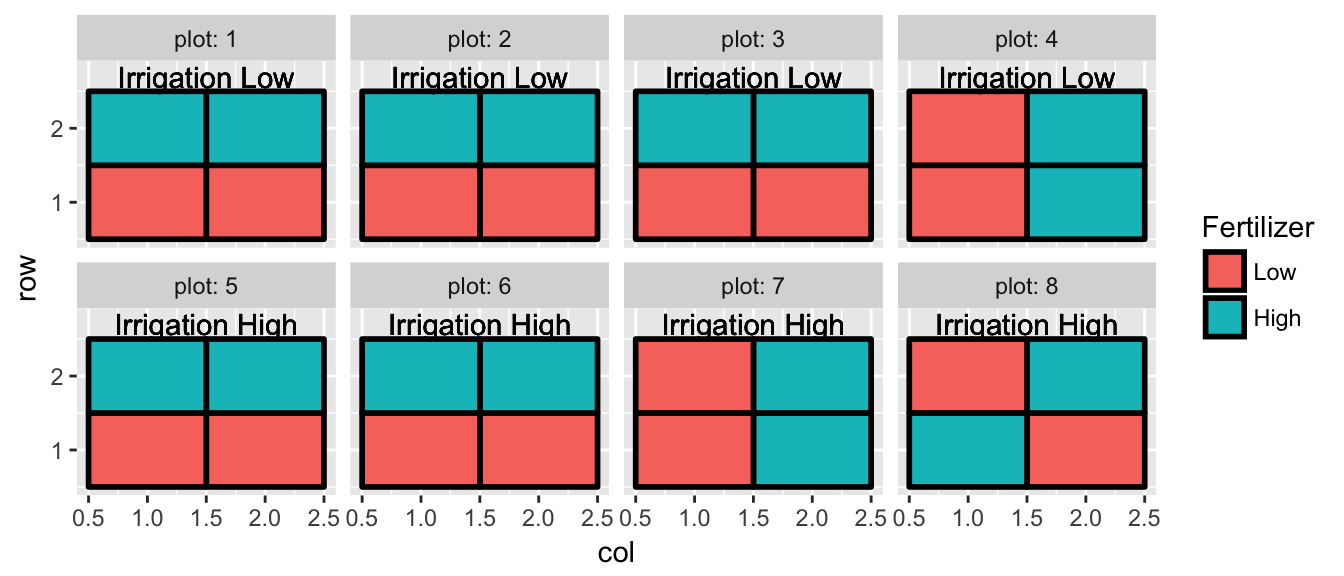 plot: 1
plot: 2
plot: 3
plot: 4
Irrigation Low
Irrigation Low
Irrigation Low
Irrigation Low
2
1
plot: 5
plot: 6
plot: 7
plot: 8
Irrigation High
Irrigation High
Irrigation High
Irrigation High
2
1
0.5 1.0 1.5 2.0 2.5
0.5 1.0 1.5 2.0 2.5
0.5 1.0 1.5 2.0 2.5
0.5 1.0 1.5 2.0 2.5
col
row
Fertilizer
Low
High